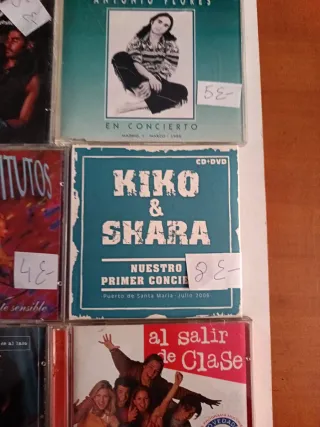 ANTONIO FLORES
5€-
EN CONCIERTO
TITUTOS
4€-
sensible
CD+DVD
KIKO
&
SHARA
NUESTRO
PRIMER CONCIE
8€-
Puerto de Santa María - Julio 2006
al salir
de Clase